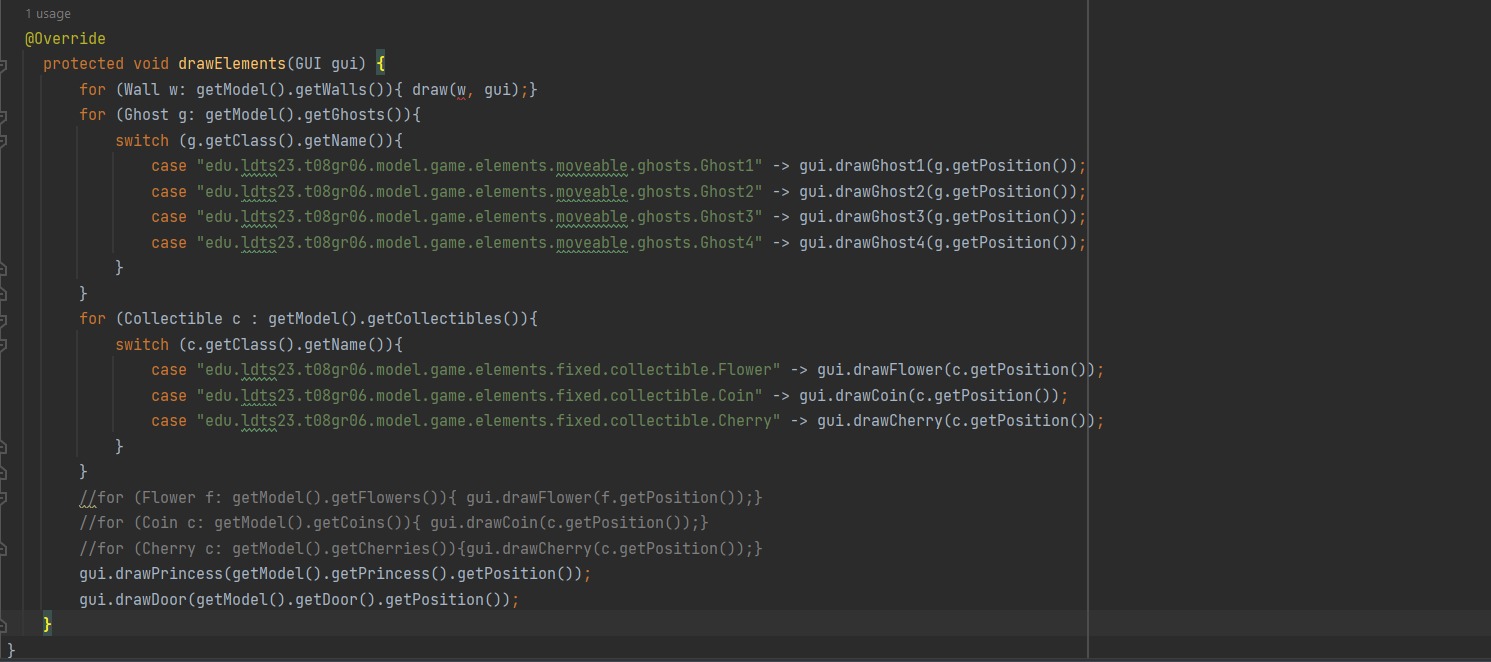 1 usage
@Override
protected void drawElements(GUI gui) {
for (Wall w: getModel().getWalls()){ draw(w, gui);}
for (Ghost g: getModel().getGhosts()){
switch (g.getClass().getName()){
case "edu.ldts23.t08gr06.model.game.elements.moveable.ghosts.Ghost1" -> gui.drawGhost1(g.getPosition());
case "edu.ldts23.t08gr06.model.game.elements.moveable.ghosts.Ghost2" -> gui.drawGhost2(g.getPosition());
case "edu.ldts23.t08gr06.model.game.elements.moveable.ghosts.Ghost3" -> gui.drawGhost3(g.getPosition());
case "edu.ldts23.t08gr06.model.game.elements.moveable.ghosts.Ghost4" -> gui.drawGhost4(g.getPosition());
}
}
for (Collectible c : getModel().getCollectibles()){
switch (c.getClass().getName()){
case "edu.ldts23.t08gr06.model.game.elements.fixed.collectible.Flower" -> gui.drawFlower(c.getPosition());
case "edu.ldts23.t08gr06.model.game.elements.fixed.collectible.Coin" -> gui.drawCoin(c.getPosition());
case "edu.ldts23.t08gr06.model.game.elements.fixed.collectible.Cherry" -> gui.drawCherry(c.getPosition());
}
}
//for (Flower f: getModel().getFlowers()){ gui.drawFlower(f.getPosition());}
//for (Coin c: getModel().getCoins()){ gui.drawCoin(c.getPosition());}
//for (Cherry c: getModel().getCherries()){gui.drawCherry(c.getPosition());}
gui.drawPrincess(getModel().getPrincess().getPosition());
gui.drawDoor(getModel().getDoor().getPosition());
}
}